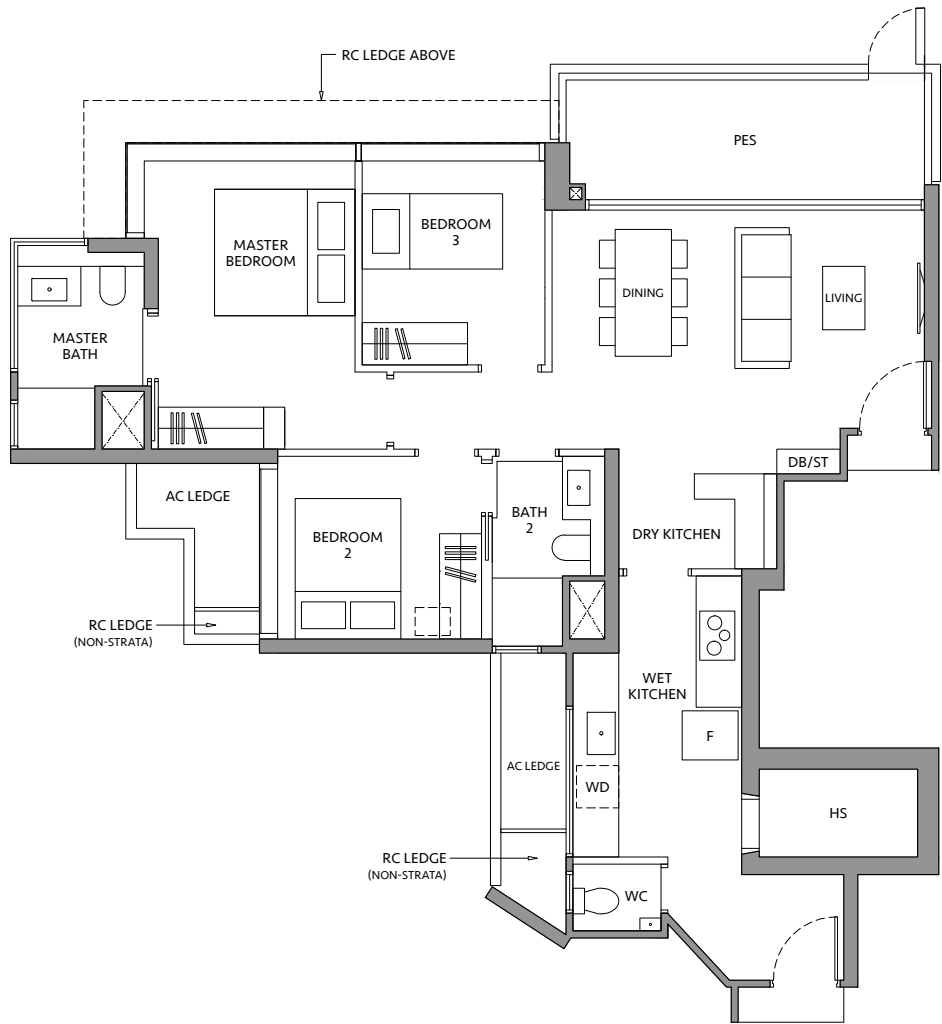 RC LEDGE ABOVE
PES
MASTER
BEDROOM
BEDROOM
3
DINING
LIVING
MASTER
BATH
DB/ST
AC LEDGE
BEDROOM
2
BATH
2
DRY KITCHEN
RC LEDGE
(NON-STRATA)
WET
KITCHEN
F
AC LEDGE
WD
HS
RC LEDGE
(NON-STRATA)
WC